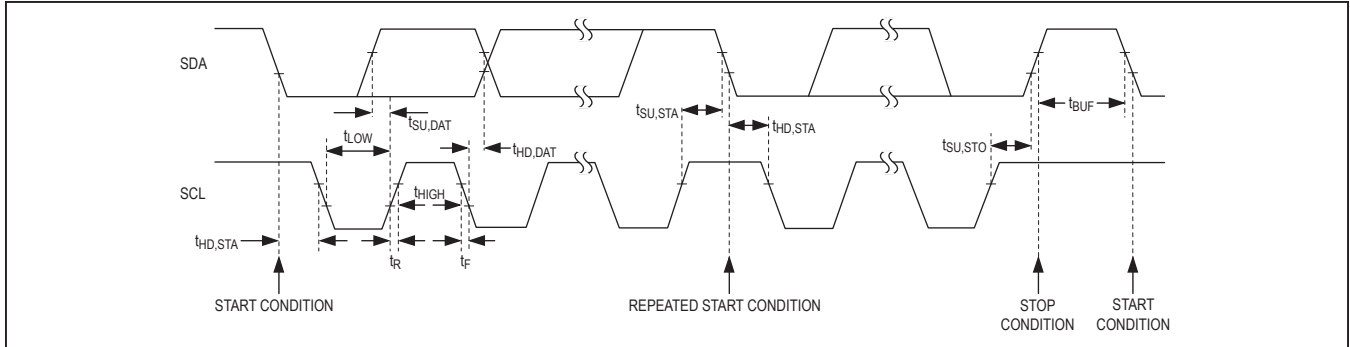 SDA
tSU,DAT
tLOW
tHD,DAT
tSU,STA
tHD,STA
tBUF
tSU,STO
SCL
tHIGH
tHD,STA
tR
tF
START CONDITION
REPEATED START CONDITION
STOP
CONDITION
START
CONDITION